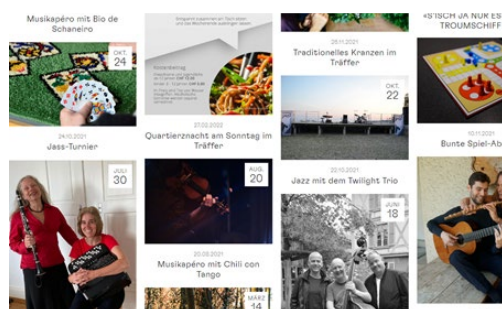 Musikapéro mit Bio de
Schaneiro
OKT.
24
24.10.2021
Jass-Turnier
JULI
30
27.02.2022
Quartierznacht am Sonntag im
Träffer
AUG.
20
20.08.2021
Musikapéro mit Chili con
Tango
MÄRZ
14
28.11.2021
Traditionelles Kranzen im
Träffer
OKT.
22
22.10.2021
Jazz mit dem Twilight Trio
JUNI
18
«S'ISCH JA NUR ES
TROUMSCHIFF
10.11.2021
Bunte Spiel-Ab